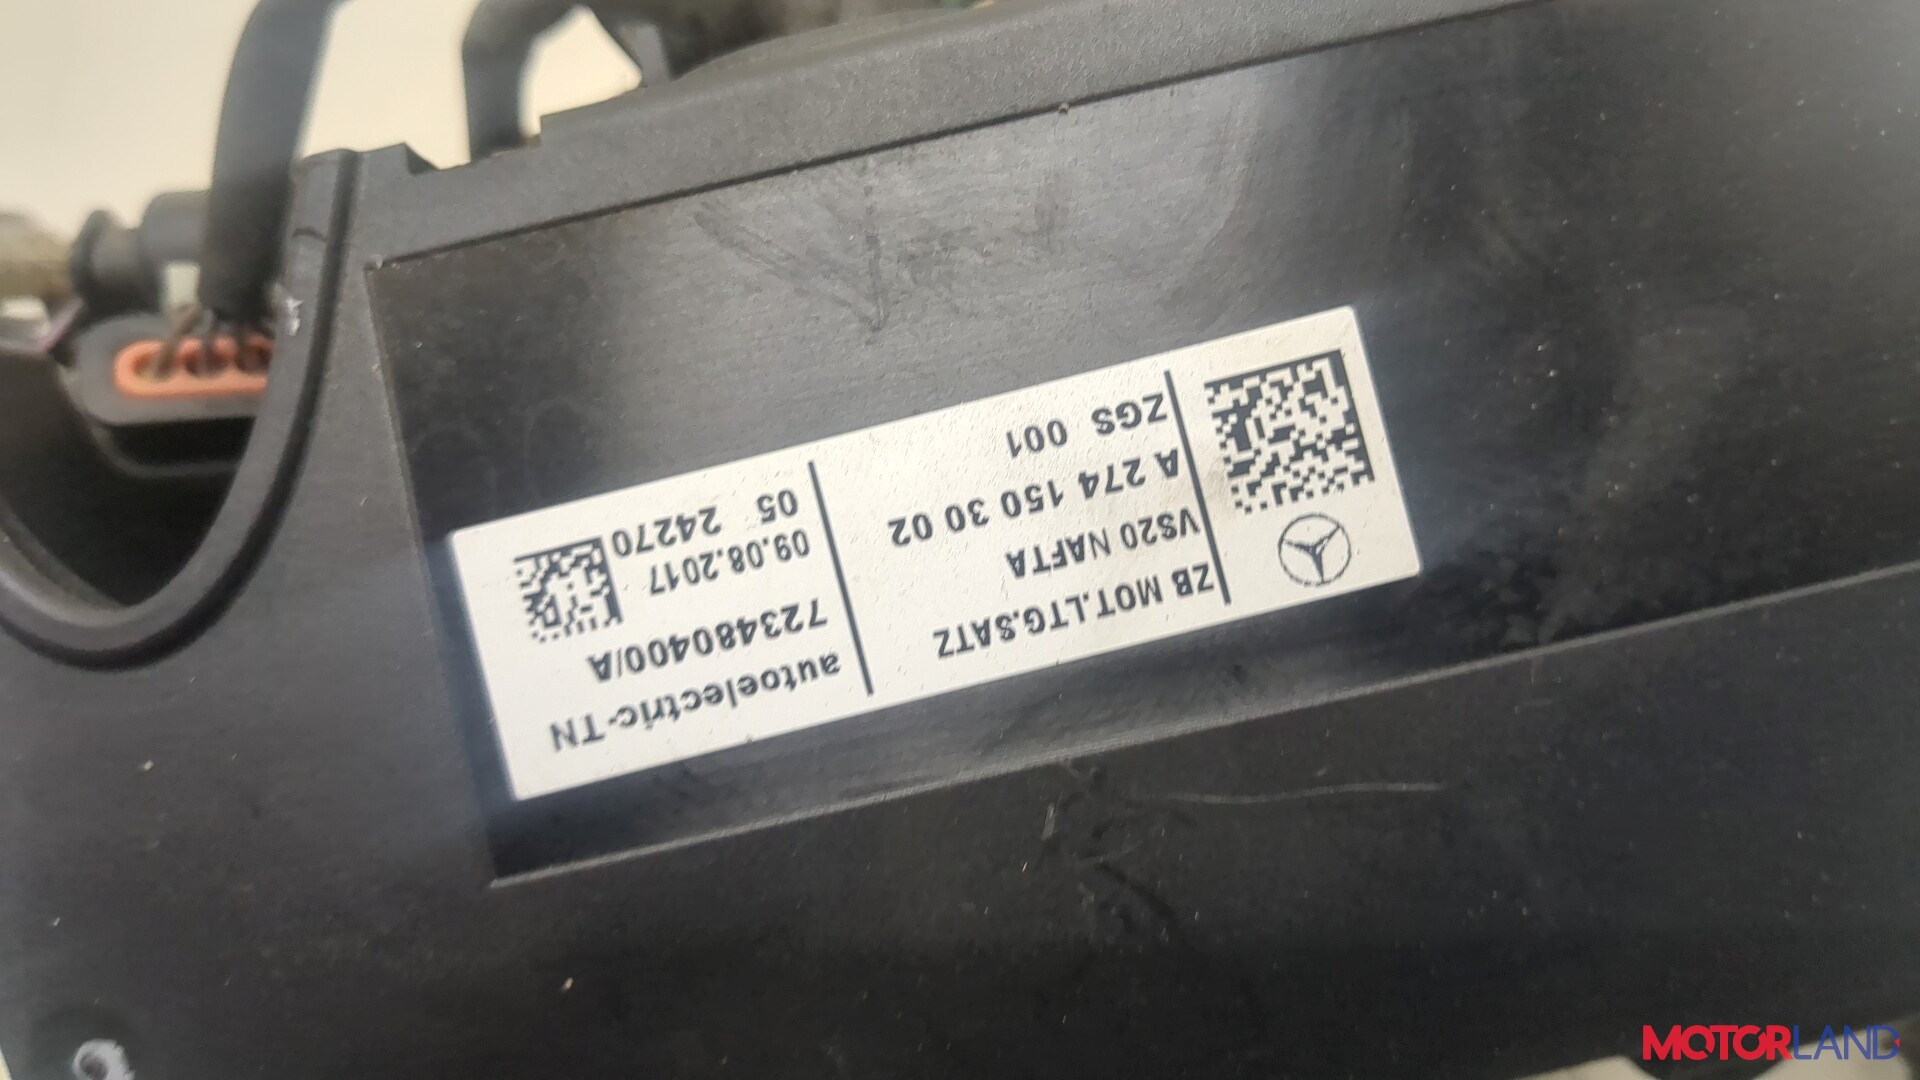 ZB MOT.LTG.SATZ
VS20 NAFTA
A 274 150 30 02
ZGS 001
autoelectric-TN
723480400/A
09.08.2017
05 24270
MOTORLAND